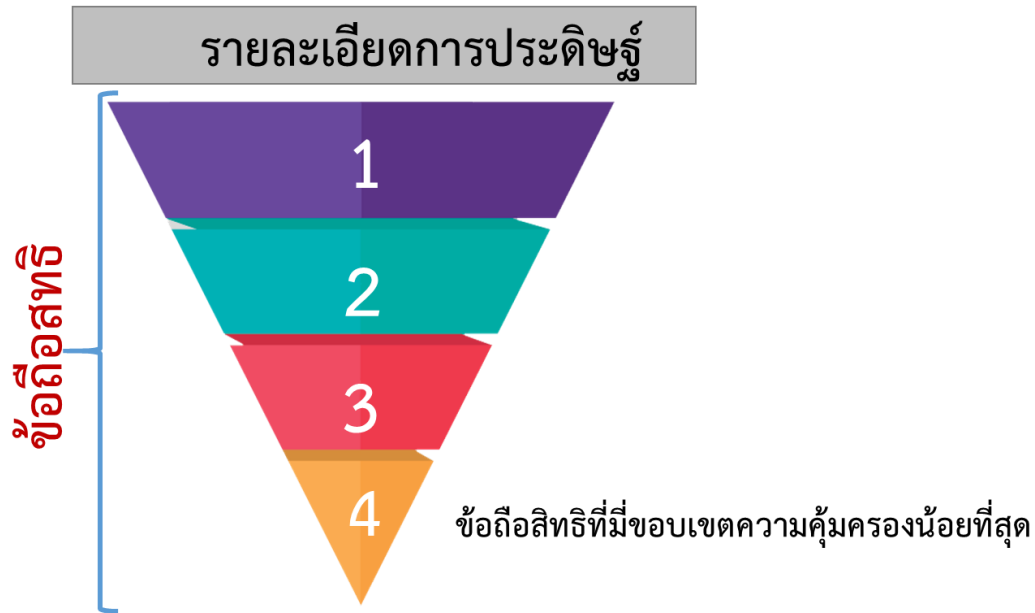 รายละเอียดการประดิษฐ์
1
2
3
4
ข้อถือสทธิ
ข้อถือสิทธิที่มี่ขอบเขตความคุ้มครองน้อยที่สุด